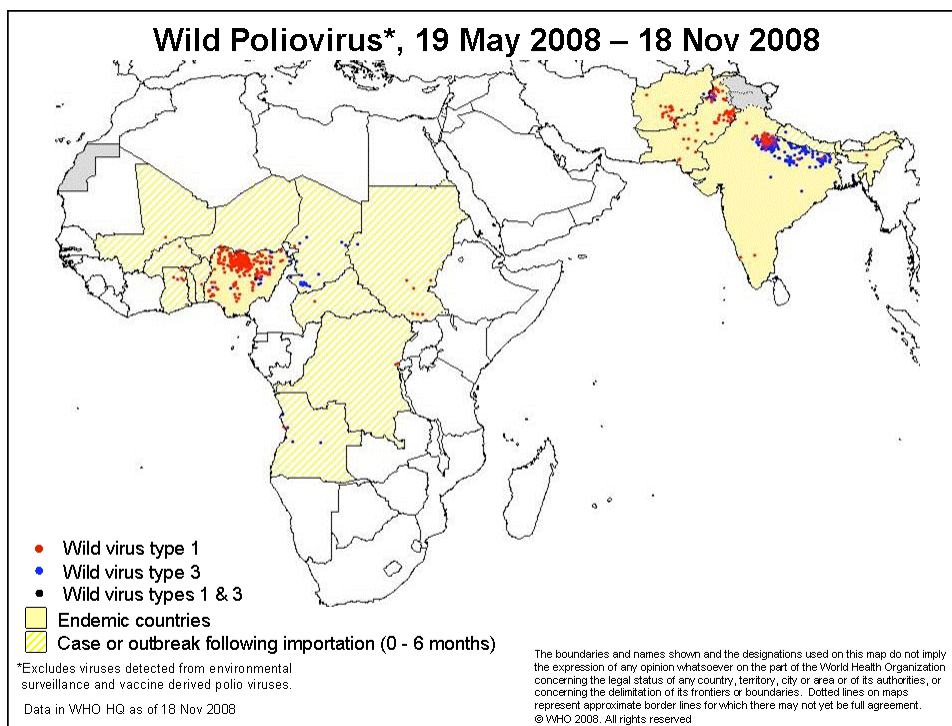 Wild Poliovirus*, 19 May 2008 – 18 Nov 2008
Wild virus type 1
Wild virus type 3
Wild virus types 1 & 3
Endemic countries
Case or outbreak following importation (0 - 6 months)
*Excludes viruses detected from environmental
surveillance and vaccine derived polio viruses.
Data in WHO HQ as of 18 Nov 2008
The boundaries and names shown and the designations used on this map do not imply
the expression of any opinion whatsoever on the part of the World Health Organization
concerning the legal status of any country, territory, city or area or of its authorities, or
concerning the delimitation of its frontiers or boundaries.  Dotted lines on maps
represent approximate border lines for which there may not yet be full agreement.
© WHO 2008. All rights reserved